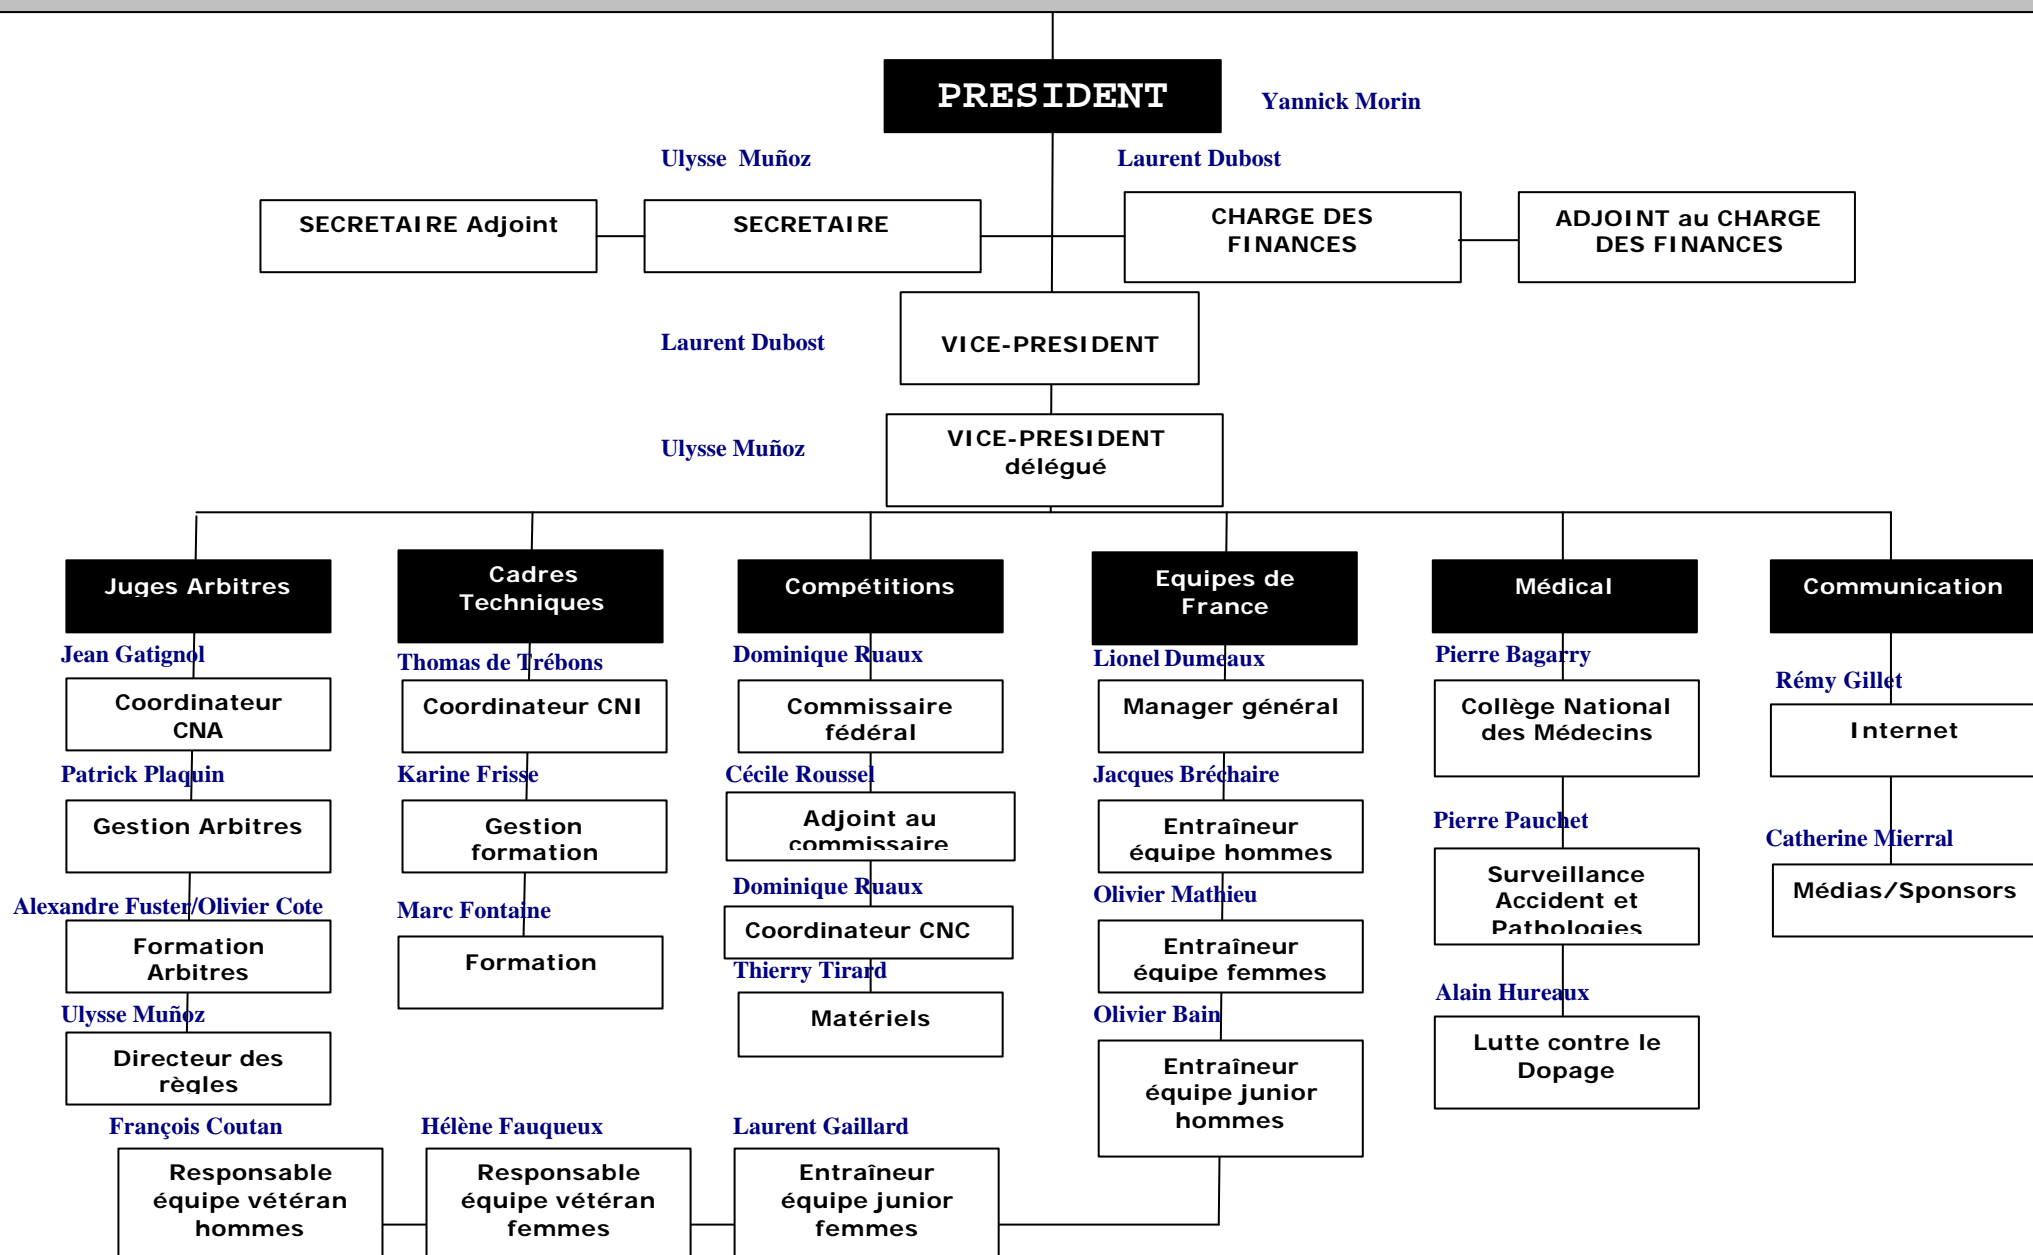 PRESIDENT
Yannick Morin
Ulysse Muñoz
Laurent Dubost
SECRETAIRE Adjoint
SECRETAIRE
CHARGE DES
FINANCES
ADJOINT au CHARGE
DES FINANCES
Laurent Dubost
VICE-PRESIDENT
Ulysse Muñoz
VICE-PRESIDENT
délégué
Juges Arbitres
Jean Gatignol
Coordinateur
CNA
Patrick Plaquin
Gestion Arbitres
Alexandre Fuster/Olivier Cote
Formation
Arbitres
Ulysse Muñoz
Directeur des
règles
Cadres
Techniques
Thomas de Trébons
Coordinateur CNI
Karine Frisse
Gestion
formation
Marc Fontaine
Formation
Compétitions
Dominique Ruaux
Commissaire
fédéral
Cécile Roussel
Adjoint au
commissaire
Dominique Ruaux
Coordinateur CNC
Thierry Tirard
Matériels
Equipes de
France
Lionel Dumeaux
Manager général
Jacques Bréchaire
Entraîneur
équipe hommes
Olivier Mathieu
Entraîneur
équipe femmes
Olivier Bain
Entraîneur
équipe junior
hommes
Médical
Pierre Bagarry
Collège National
des Médecins
Pierre Pauchet
Surveillance
Accident et
Pathologies
Alain Hureaux
Lutte contre le
Dopage
Communication
Rémy Gillet
Internet
Catherine Mierral
Médias/Sponsors
François Coutan
Responsable
équipe vétéran
hommes
Hélène Fauqueux
Responsable
équipe vétéran
femmes
Laurent Gaillard
Entraîneur
équipe junior
femmes